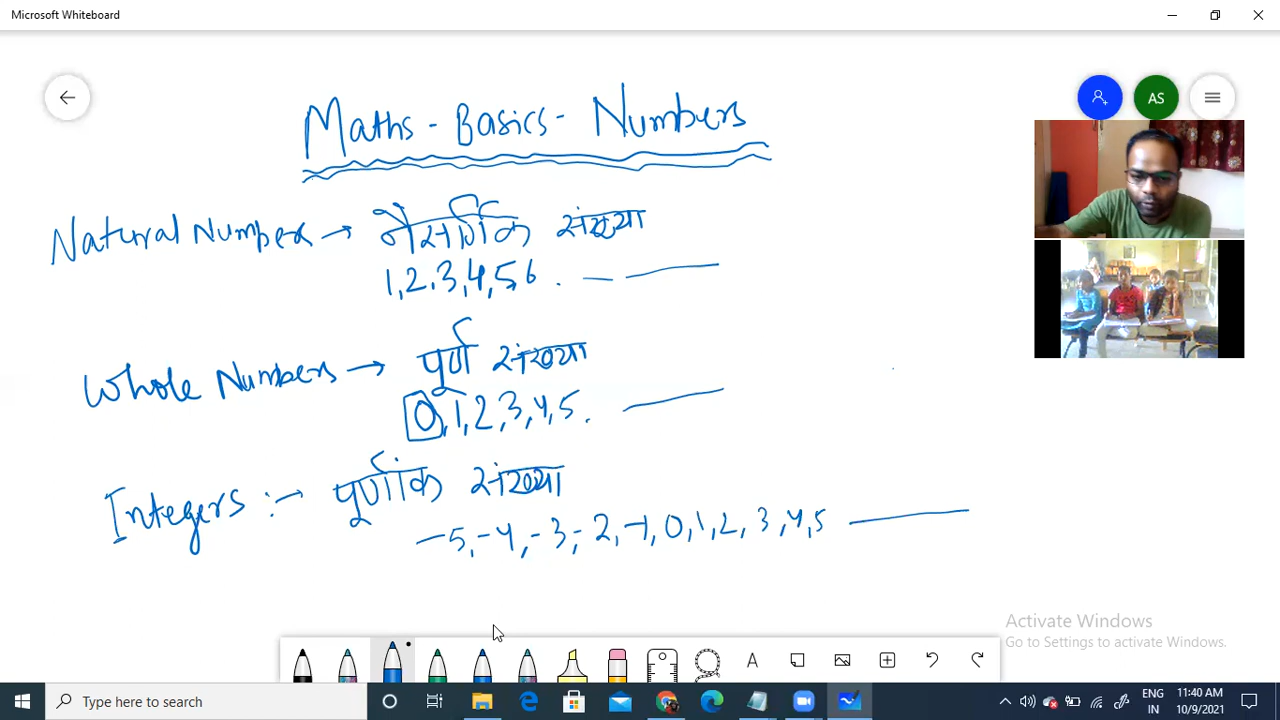 Microsoft Whiteboard
AS
Maths - Basics - Numbers
Natural Numbers → नैसर्गिक संख्या
1,2,3,4,5,6 . — ———
Whole Numbers → पूर्ण संख्या
0,1,2,3,4,5. ———
Integers :→ पूर्णांक संख्या
-5,-4,-3,-2,-1,0,1,2,3,4,5 ———
Activate Windows
Go to Settings to activate Windows.
A
Type here to search
ENG
IN
11:40 AM
10/9/2021